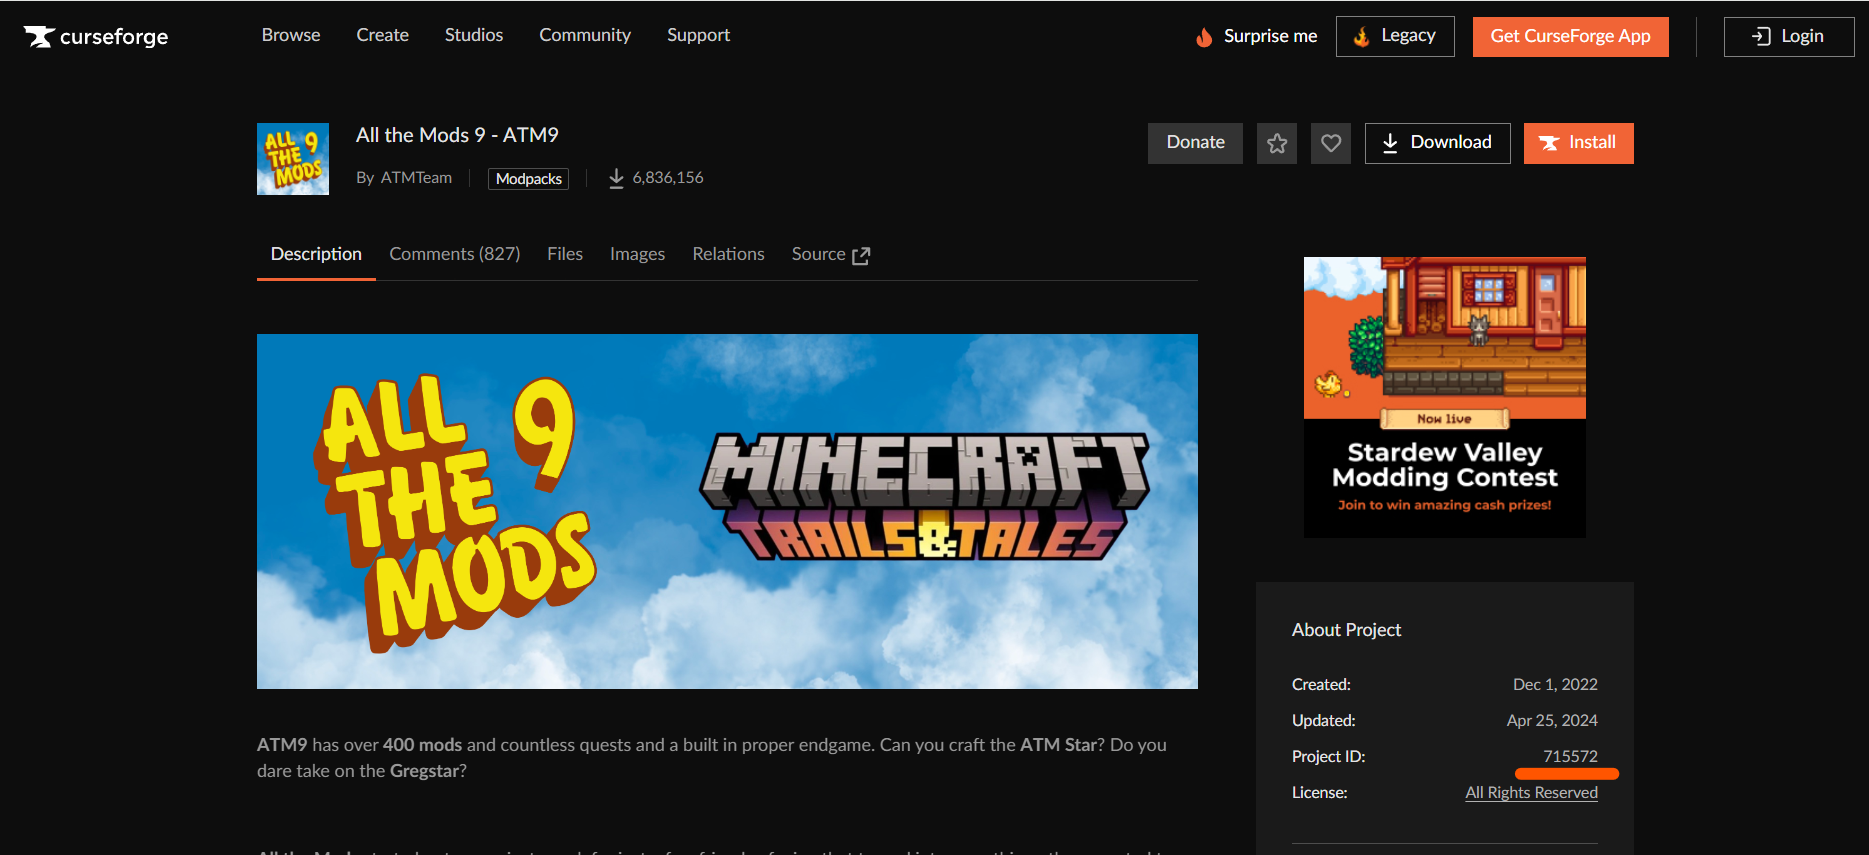 curseforge
Browse Create Studios Community Support
Surprise me Legacy Get CurseForge App Login
ALL THE MODS 9
All the Mods 9 - ATM9
By ATMTeam Modpacks 6,836,156
Donate Download Install
Description Comments (827) Files Images Relations Source
ALL 9
THE
MODS
MINECRAFT
TRAILS & TALES
ATM9 has over 400 mods and countless quests and a built in proper endgame. Can you craft the ATM Star? Do you
dare take on the Gregstar?
Now live
Stardew Valley
Modding Contest
Join to win amazing cash prizes!
About Project
Created: Dec 1, 2022
Updated: Apr 25, 2024
Project ID: 715572
License: All Rights Reserved